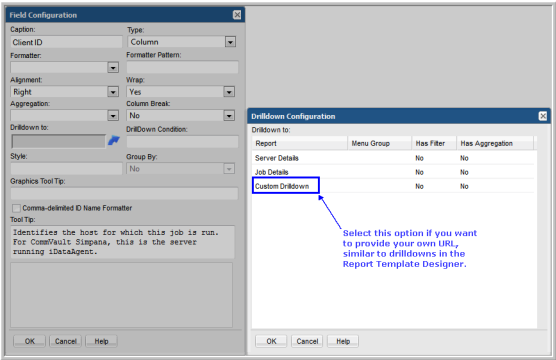 Field Configuration
Caption:
Type:
Client ID
Column
Formatter:
Formatter Pattern:
Alignment:
Wrap:
Right
Yes
Aggregation:
Column Break:
No
Drilldown to:
DrillDown Condition:
Style:
Group By:
No
Graphics Tool Tip:
Comma-delimited ID Name Formatter
Tool Tip:
Identifies the host for which this job is run.
For CommVault Simpana, this is the server
running iDataAgent.
OK Cancel Help
Drilldown Configuration
Drilldown to:
Report Menu Group Has Filter Has Aggregation
Server Details No No
Job Details No No
Custom Drilldown No No
Select this option if you want
to provide your own URL,
similar to drilldowns in the
Report Template Designer.
OK Cancel Help